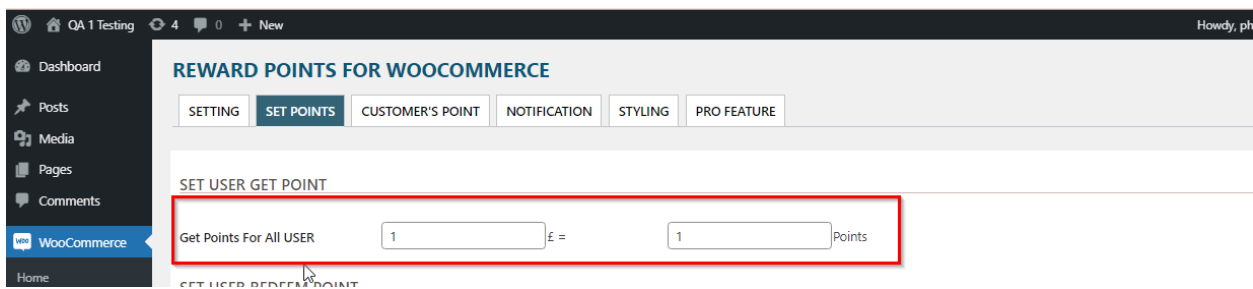 QA 1 Testing 4 0 + New Howdy, ph
Dashboard
Posts
Media
Pages
Comments
WooCommerce
Home
REWARD POINTS FOR WOOCOMMERCE
SETTING SET POINTS CUSTOMER'S POINT NOTIFICATION STYLING PRO FEATURE
SET USER GET POINT
Get Points For All USER 1 £ = 1 Points
SET USER REDEEM POINT